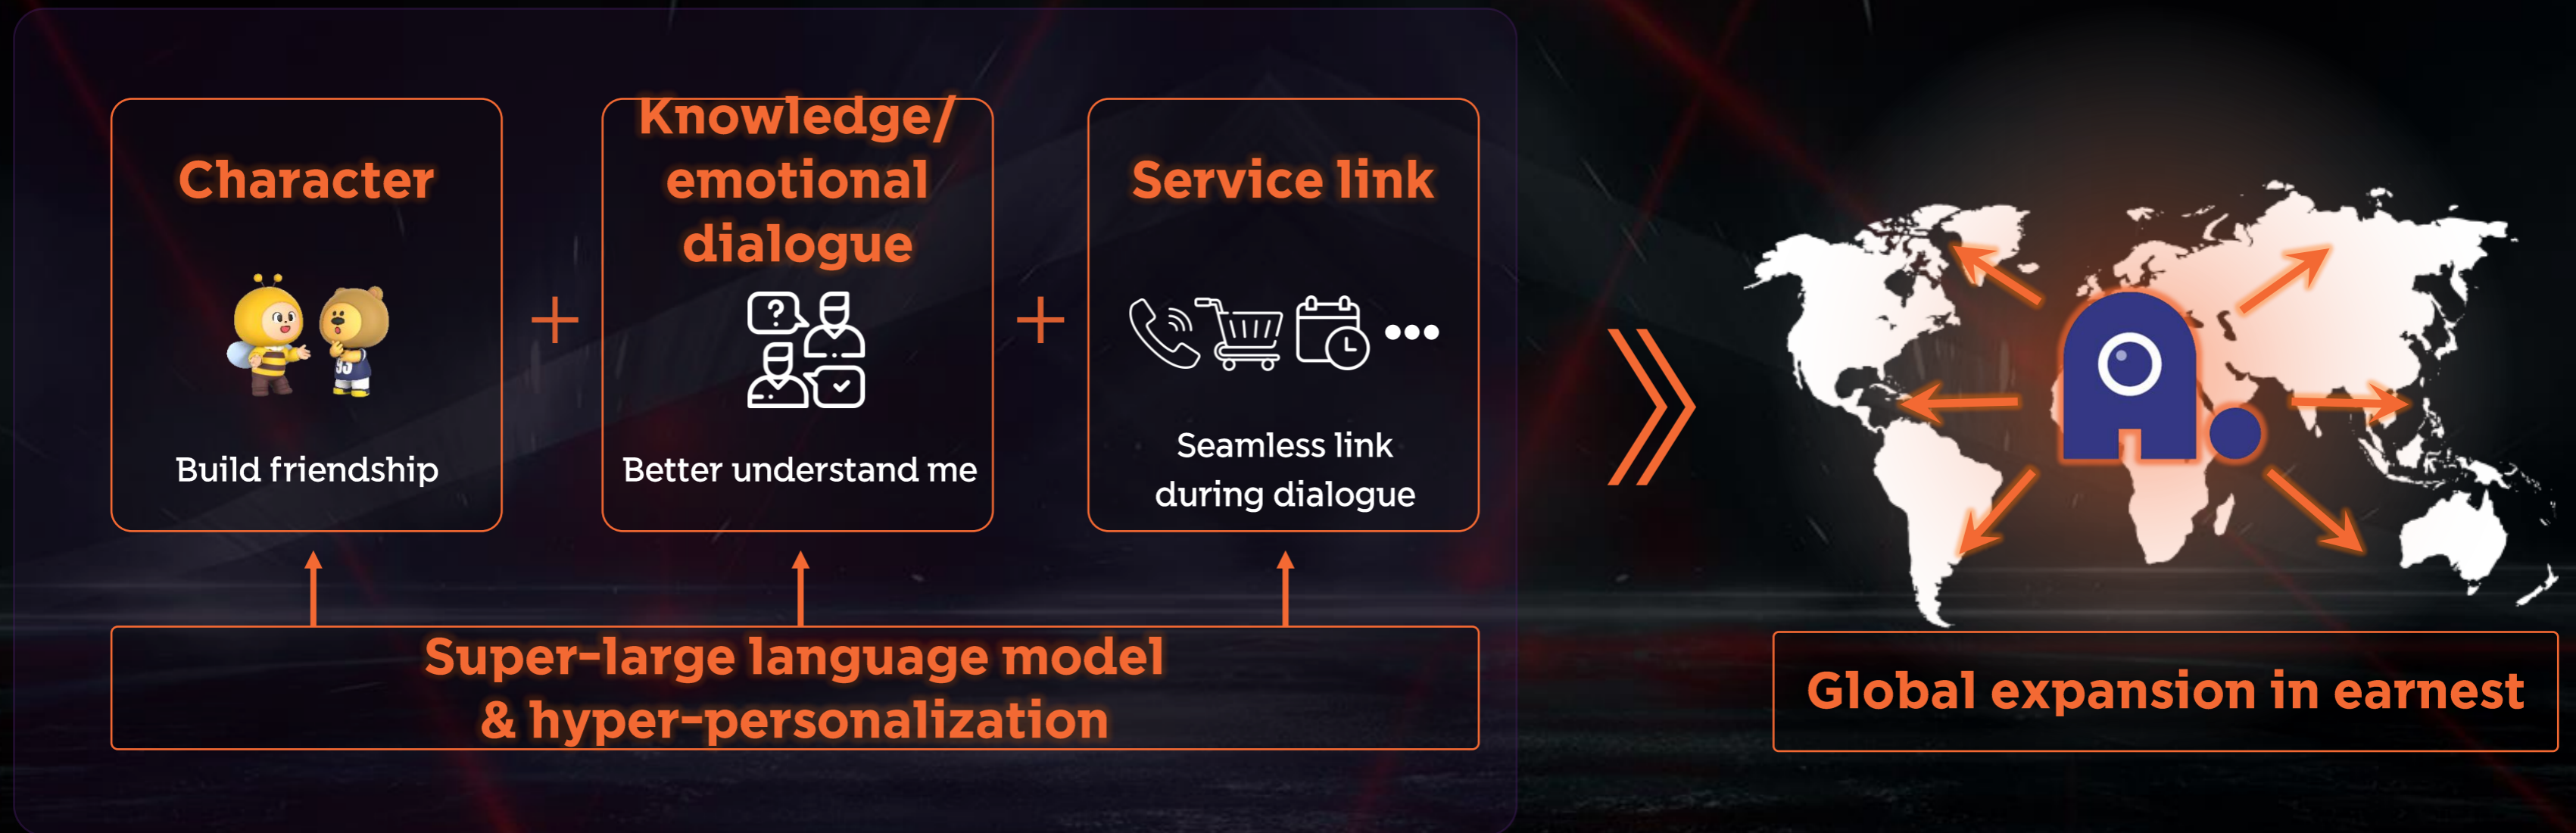 Character
Build friendship
Knowledge/
emotional
dialogue
?
Better understand me
Service link
Seamless link
during dialogue
Super-large language model
& hyper-personalization
A.
Global expansion in earnest